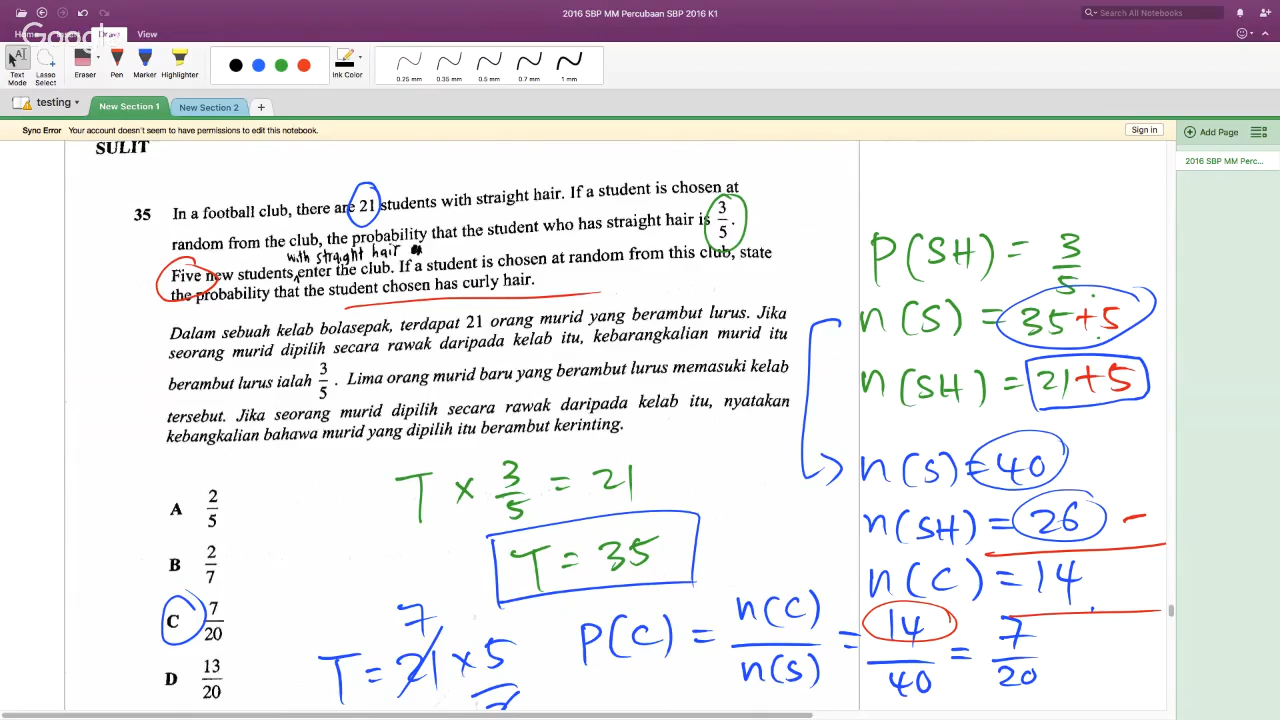 2016 SBP MM Percubaan SBP 2016 K1
Search All Notebooks
Google
Home Insert Draw View
Text Mode
Lasso Select
Eraser
Pen
Marker
Highlighter
Ink Color
0.25 mm 0.35 mm 0.5 mm 0.7 mm 1 mm
testing
New Section 1
New Section 2
+
Sync Error Your account doesn't seem to have permissions to edit this notebook.
Sign in
Add Page
2016 SBP MM Perc...
SULIT
35 In a football club, there are 21 students with straight hair. If a student is chosen at
random from the club, the probability that the student who has straight hair is 3/5.
with straight hair
Five new students enter the club. If a student is chosen at random from this club, state
the probability that the student chosen has curly hair.
Dalam sebuah kelab bolasepak, terdapat 21 orang murid yang berambut lurus. Jika
seorang murid dipilih secara rawak daripada kelab itu, kebarangkalian murid itu
berambut lurus ialah 3/5. Lima orang murid baru yang berambut lurus memasuki kelab
tersebut. Jika seorang murid dipilih secara rawak daripada kelab itu, nyatakan
kebangkalian bahawa murid yang dipilih itu berambut kerinting.
A 2/5
B 2/7
C 7/20
D 13/20
T × 3/5 = 21
T = 35
7
T = 21 × 5
P(C) = n(C)/n(S) = 14/40 = 7/20
P(SH) = 3/5
n(S) = 35+5
n(SH) = 21+5
n(S) = 40
n(SH) = 26 −
n(C) = 14